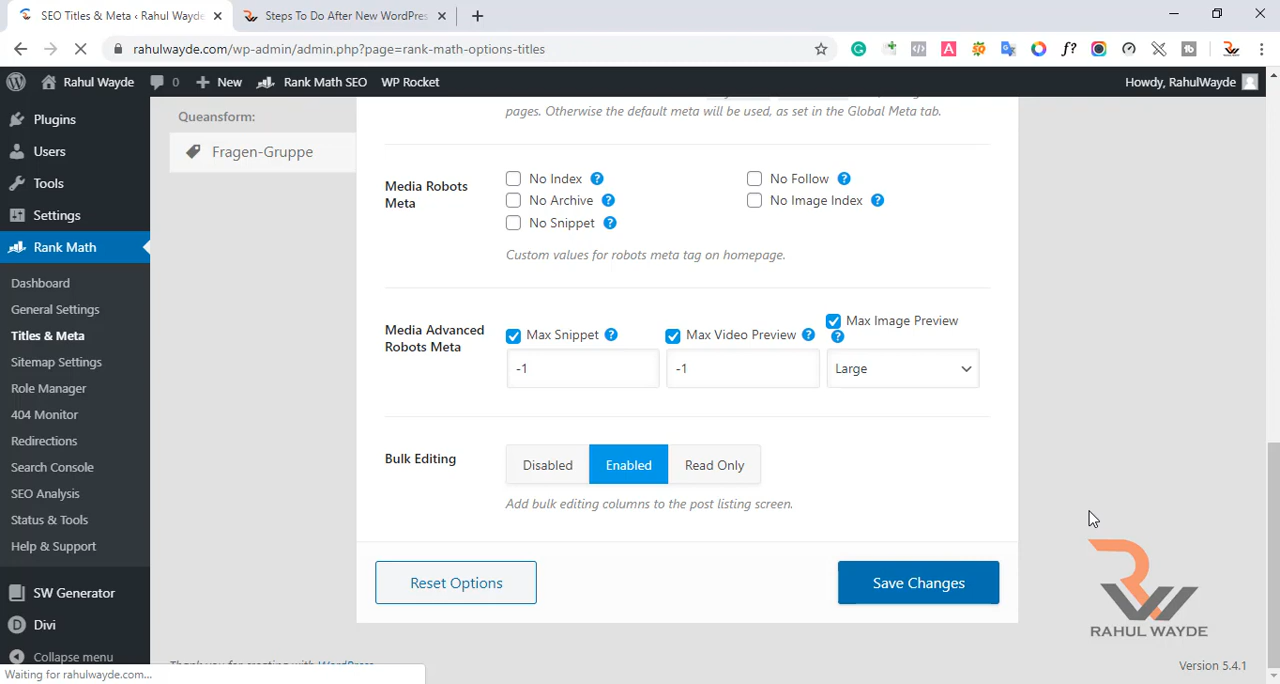 SEO Titles & Meta ‹ Rahul Wayde
Steps To Do After New WordPres
rahulwayde.com/wp-admin/admin.php?page=rank-math-options-titles
Rahul Wayde
0
New
Rank Math SEO
WP Rocket
Howdy, RahulWayde
Plugins
Users
Tools
Settings
Rank Math
Dashboard
General Settings
Titles & Meta
Sitemap Settings
Role Manager
404 Monitor
Redirections
Search Console
SEO Analysis
Status & Tools
Help & Support
SW Generator
Divi
Collapse menu
Queansform:
Fragen-Gruppe
pages. Otherwise the default meta will be used, as set in the Global Meta tab.
Media Robots
Meta
No Index
No Follow
No Archive
No Image Index
No Snippet
Custom values for robots meta tag on homepage.
Media Advanced
Robots Meta
Max Snippet
Max Video Preview
Max Image Preview
-1
-1
Large
Bulk Editing
Disabled
Enabled
Read Only
Add bulk editing columns to the post listing screen.
Reset Options
Save Changes
RAHUL WAYDE
Thank you for creating with WordPress
Version 5.4.1
Waiting for rahulwayde.com...